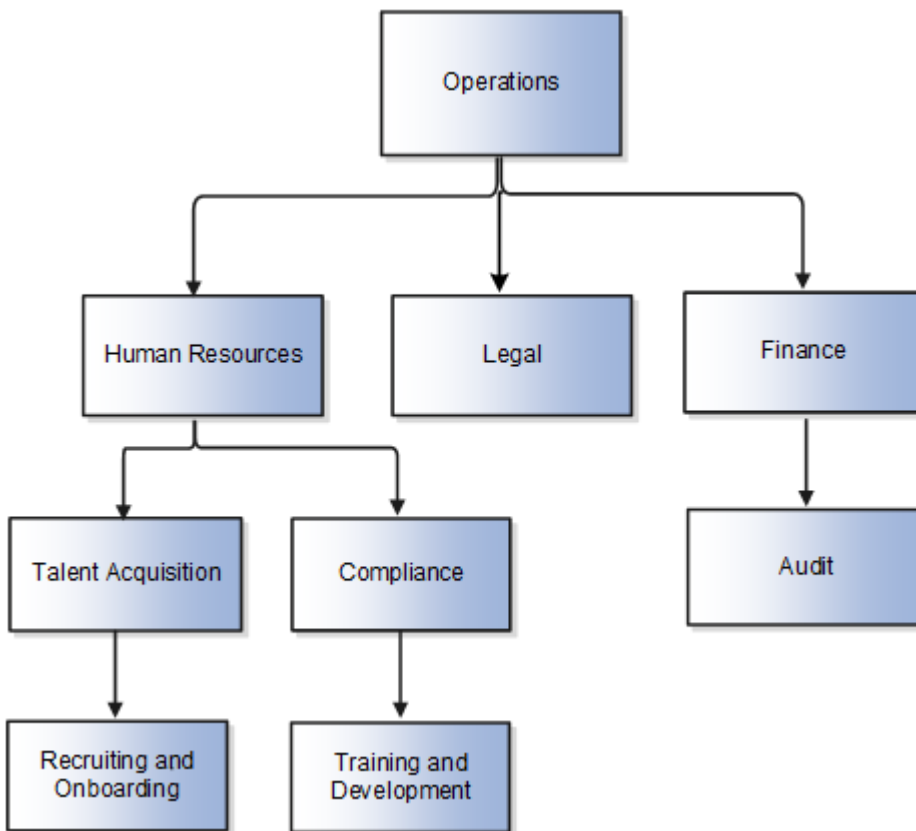 Operations
Human Resources
Legal
Finance
Talent Acquisition
Compliance
Audit
Recruiting and
Onboarding
Training and
Development